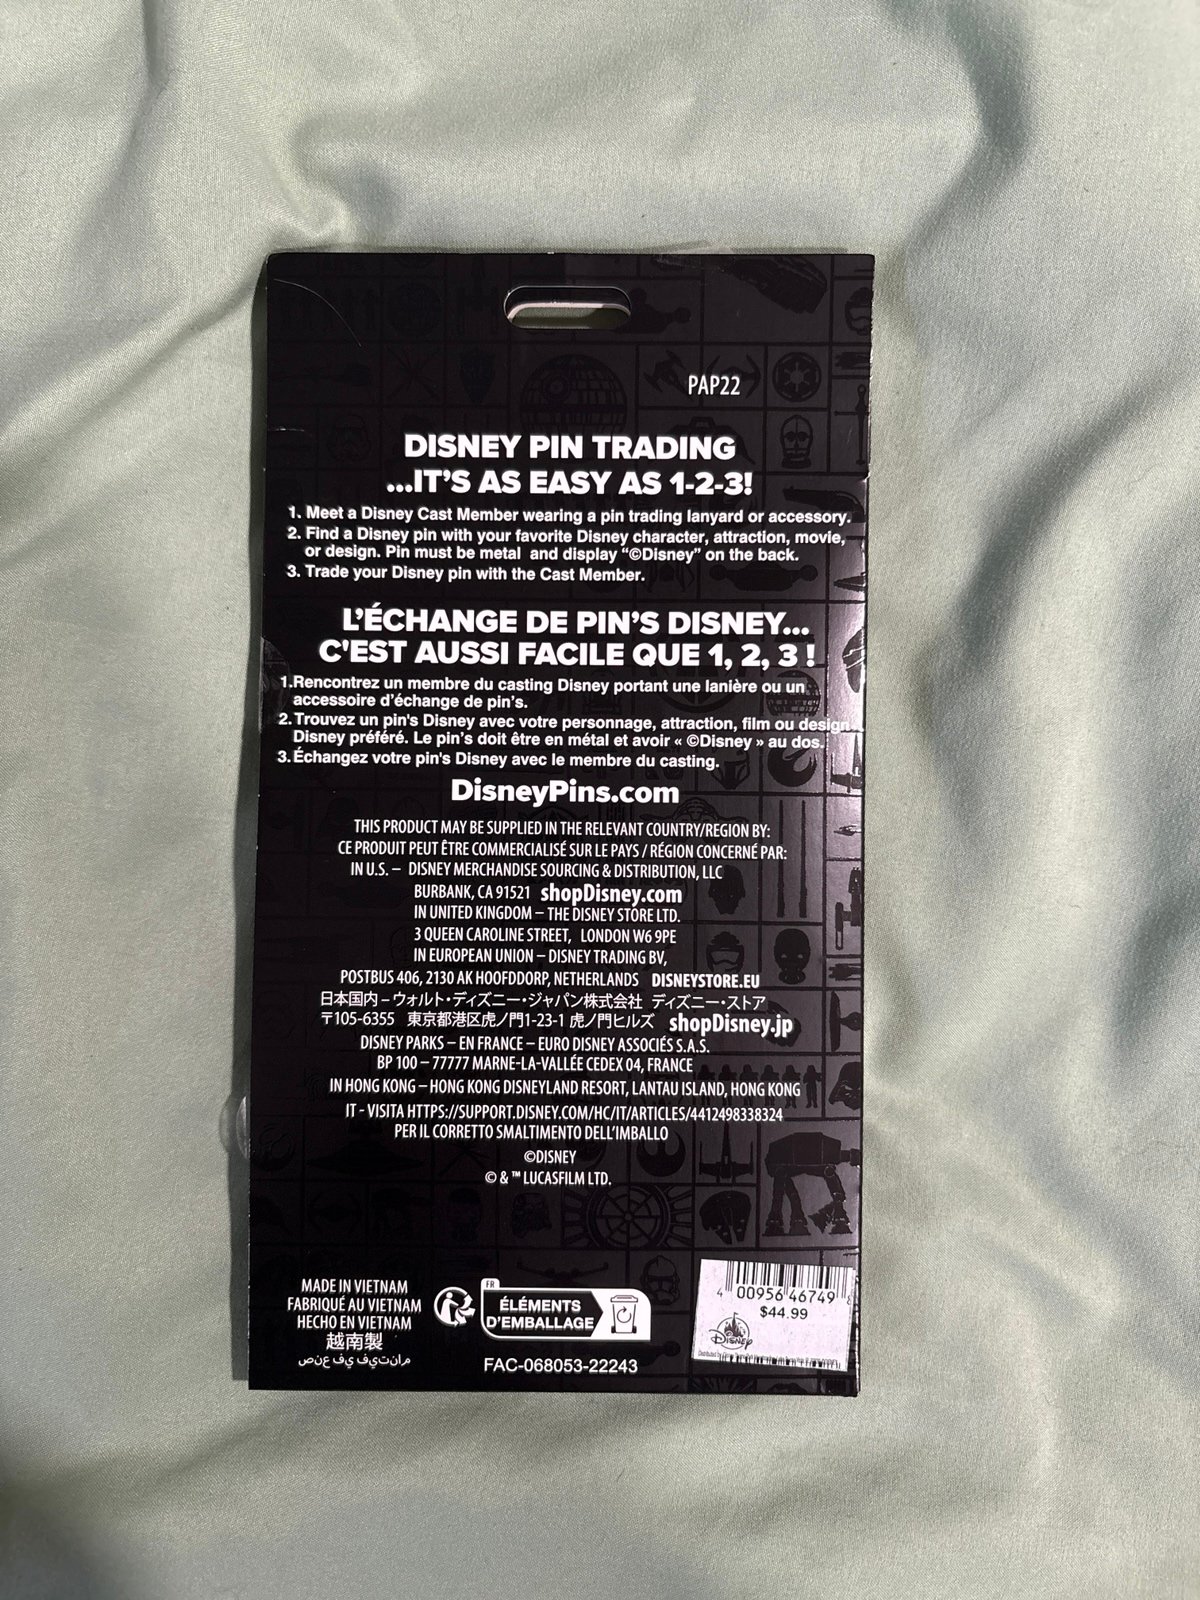 PAP22
DISNEY PIN TRADING
...IT'S AS EASY AS 1-2-3!
1. Meet a Disney Cast Member wearing a pin trading lanyard or accessory.
2. Find a Disney pin with your favorite Disney character, attraction, movie,
or design. Pin must be metal and display “©Disney” on the back.
3. Trade your Disney pin with the Cast Member.
L'ÉCHANGE DE PIN'S DISNEY...
C'EST AUSSI FACILE QUE 1, 2, 3 !
1.Rencontrez un membre du casting Disney portant une lanière ou un
accessoire d'échange de pin's.
2. Trouvez un pin's Disney avec votre personnage, attraction, film ou design
Disney préféré. Le pin's doit être en métal et avoir « ©Disney » au dos.
3. Échangez votre pin's Disney avec le membre du casting.
DisneyPins.com
THIS PRODUCT MAY BE SUPPLIED IN THE RELEVANT COUNTRY/REGION BY:
CE PRODUIT PEUT ÊTRE COMMERCIALISÉ SUR LE PAYS / RÉGION CONCERNÉ PAR:
IN U.S. – DISNEY MERCHANDISE SOURCING & DISTRIBUTION, LLC
BURBANK, CA 91521 shopDisney.com
IN UNITED KINGDOM – THE DISNEY STORE LTD.
3 QUEEN CAROLINE STREET, LONDON W6 9PE
IN EUROPEAN UNION – DISNEY TRADING BV,
POSTBUS 406, 2130 AK HOOFDDORP, NETHERLANDS DISNEYSTORE.EU
日本国内–ウォルト・ディズニー・ジャパン株式会社 ディズニー・ストア
〒105-6355 東京都港区虎ノ門1-23-1 虎ノ門ヒルズ shopDisney.jp
DISNEY PARKS – EN FRANCE – EURO DISNEY ASSOCIÉS S.A.S.
BP 100 – 77777 MARNE-LA-VALLÉE CEDEX 04, FRANCE
IN HONG KONG – HONG KONG DISNEYLAND RESORT, LANTAU ISLAND, HONG KONG
IT - VISITA HTTPS://SUPPORT.DISNEY.COM/HC/IT/ARTICLES/4412498338324
PER IL CORRETTO SMALTIMENTO DELL'IMBALLO
©DISNEY
© & ™ LUCASFILM LTD.
MADE IN VIETNAM
FABRIQUÉ AU VIETNAM
HECHO EN VIETNAM
越南製
صنع في فيتنام
FR
ÉLÉMENTS
D'EMBALLAGE
FAC-068053-22243
4 00956 46749
$44.99
Disney